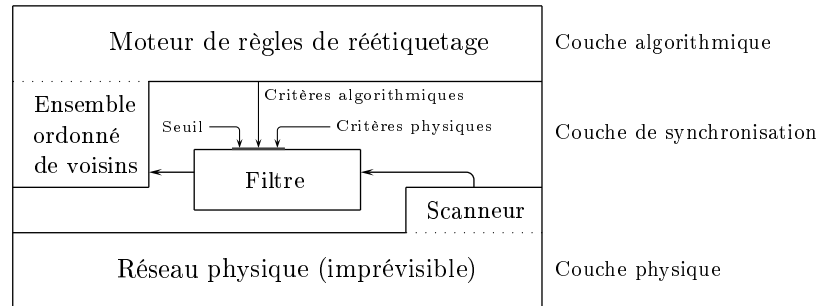 Moteur de règles de réétiquetage
Couche algorithmique
Ensemble
ordonné
de voisins
Critères algorithmiques
Seuil
Critères physiques
Couche de synchronisation
Filtre
Scanneur
Réseau physique (imprévisible)
Couche physique